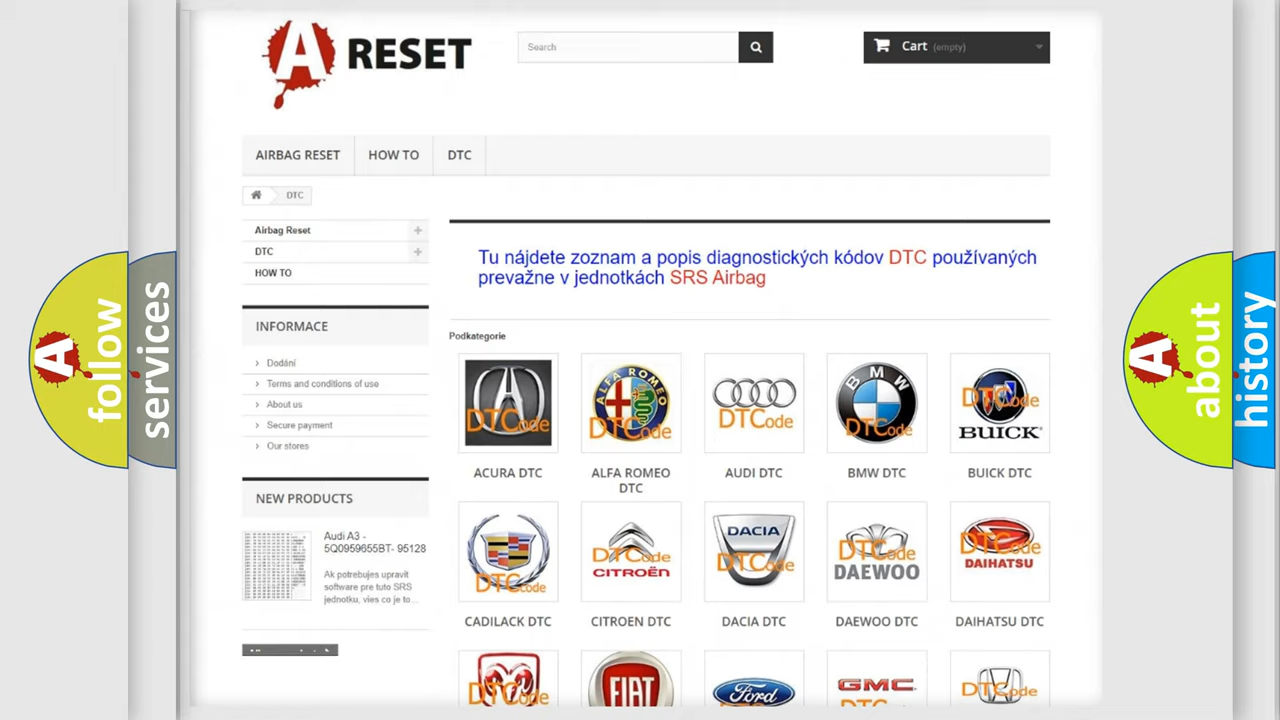 A RESET
Search
Cart (empty)
AIRBAG RESET
HOW TO
DTC
DTC
Airbag Reset
DTC
HOW TO
Tu nájdete zoznam a popis diagnostických kódov DTC používaných
prevažne v jednotkách SRS Airbag
INFORMACE
Dodání
Terms and conditions of use
About us
Secure payment
Our stores
Podkategorie
DTCode
ALFA ROMEO
DTCode
DTCode
BMW
DTCode
DTCode
BUICK
ACURA DTC
ALFA ROMEO
DTC
AUDI DTC
BMW DTC
BUICK DTC
NEW PRODUCTS
Audi A3 -
5Q0959655BT- 95128
Ak potrebujes upravit
software pre tuto SRS
jednotku, vies co je to...
DTCode
DTCode
CITROËN
DACIA
DTCode
DTCode
DAEWOO
DTCode
DAIHATSU
CADILACK DTC
CITROEN DTC
DACIA DTC
DAEWOO DTC
DAIHATSU DTC
DTCode
FIAT
Ford
GMC
DTCode
A follow
services
A about
history